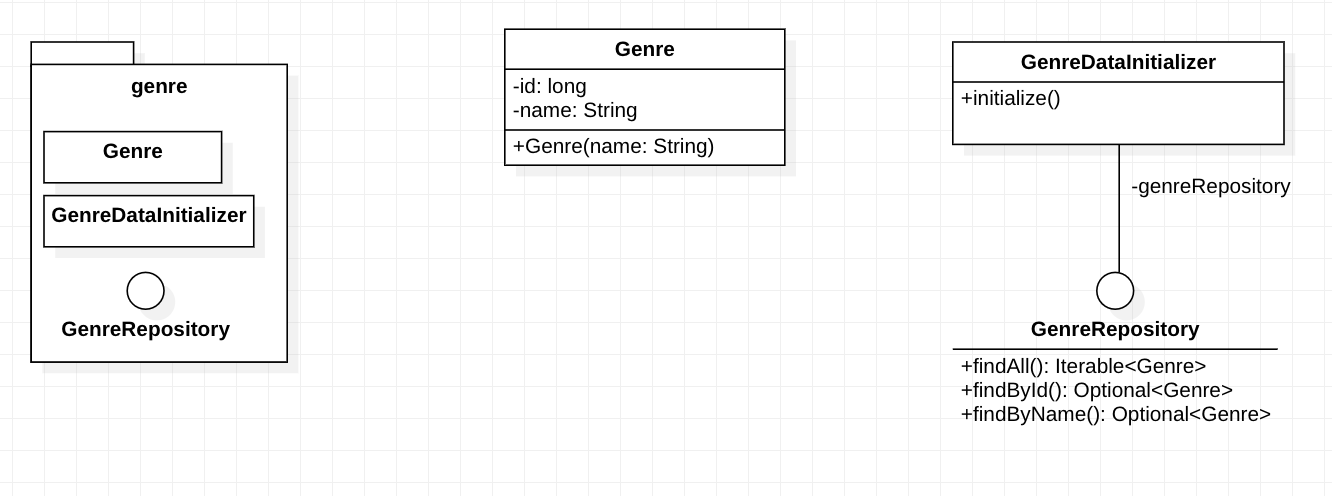 genre
Genre
GenreDataInitializer
GenreRepository
Genre
-id: long
-name: String
+Genre(name: String)
GenreDataInitializer
+initialize()
-genreRepository
GenreRepository
+findAll(): Iterable<Genre>
+findById(): Optional<Genre>
+findByName(): Optional<Genre>